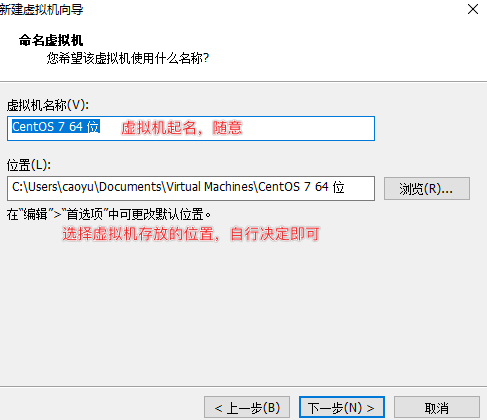 新建虚拟机向导
命名虚拟机
您希望该虚拟机使用什么名称?
虚拟机名称(V):
CentOS 7 64 位
虚拟机起名，随意
位置(L):
C:\Users\caoyu\Documents\Virtual Machines\CentOS 7 64 位
浏览(R)...
在“编辑”>“首选项”中可更改默认位置。
选择虚拟机存放的位置，自行决定即可
< 上一步(B)
下一步(N) >
取消